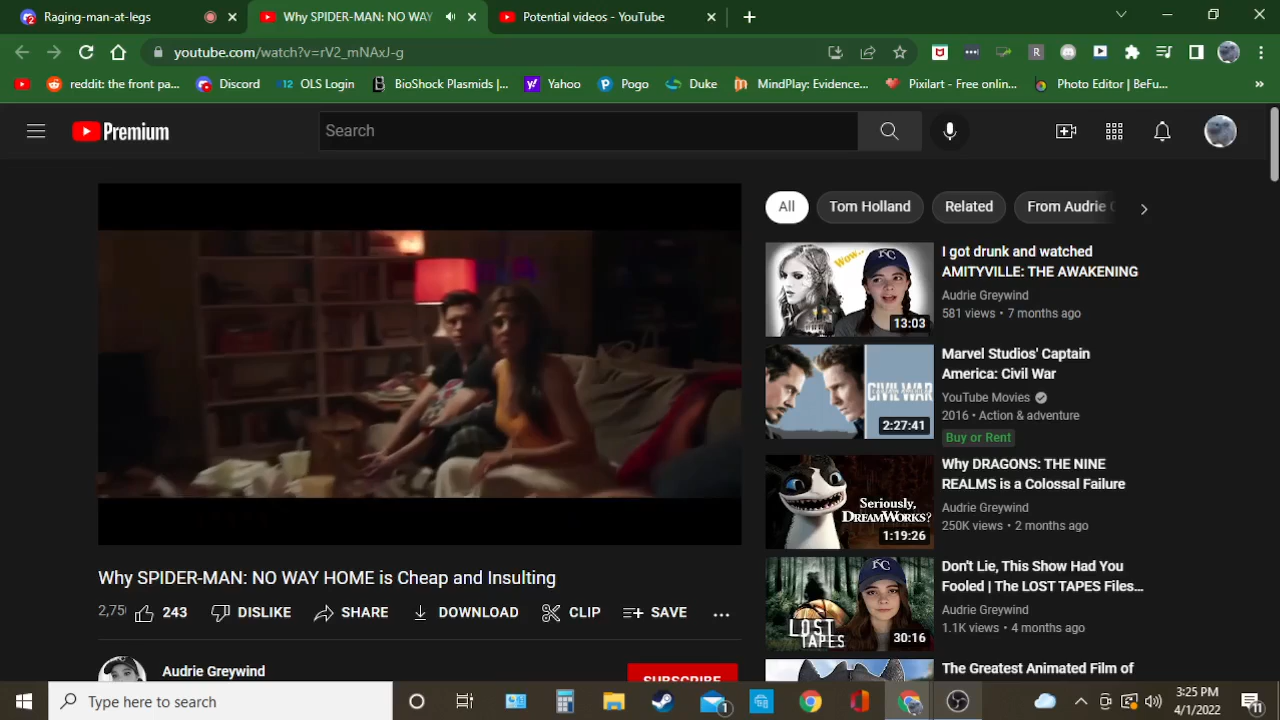 Raging-man-at-legs
Why SPIDER-MAN: NO WAY
Potential videos - YouTube
youtube.com/watch?v=rV2_mNAxJ-g
reddit: the front pa...
Discord
12 OLS Login
BioShock Plasmids |...
Yahoo
Pogo
Duke
MindPlay: Evidence...
Pixilart - Free onlin...
Photo Editor | BeFu...
Premium
Search
All
Tom Holland
Related
From Audrie G
I got drunk and watched
AMITYVILLE: THE AWAKENING
Audrie Greywind
581 views • 7 months ago
Wow..
KC
13:03
Marvel Studios' Captain
America: Civil War
YouTube Movies
2016 • Action & adventure
Buy or Rent
CIVIL WAR
2:27:41
Why DRAGONS: THE NINE
REALMS is a Colossal Failure
Audrie Greywind
250K views • 2 months ago
Seriously,
DREAMWORKS?
1:19:26
Don't Lie, This Show Had You
Fooled | The LOST TAPES Files...
Audrie Greywind
1.1K views • 4 months ago
KC
LOST
TAPES
30:16
The Greatest Animated Film of
Why SPIDER-MAN: NO WAY HOME is Cheap and Insulting
2,75
243
DISLIKE
SHARE
DOWNLOAD
CLIP
SAVE
Audrie Greywind
SUBSCRIBE
Type here to search
1
3:25 PM
4/1/2022
11